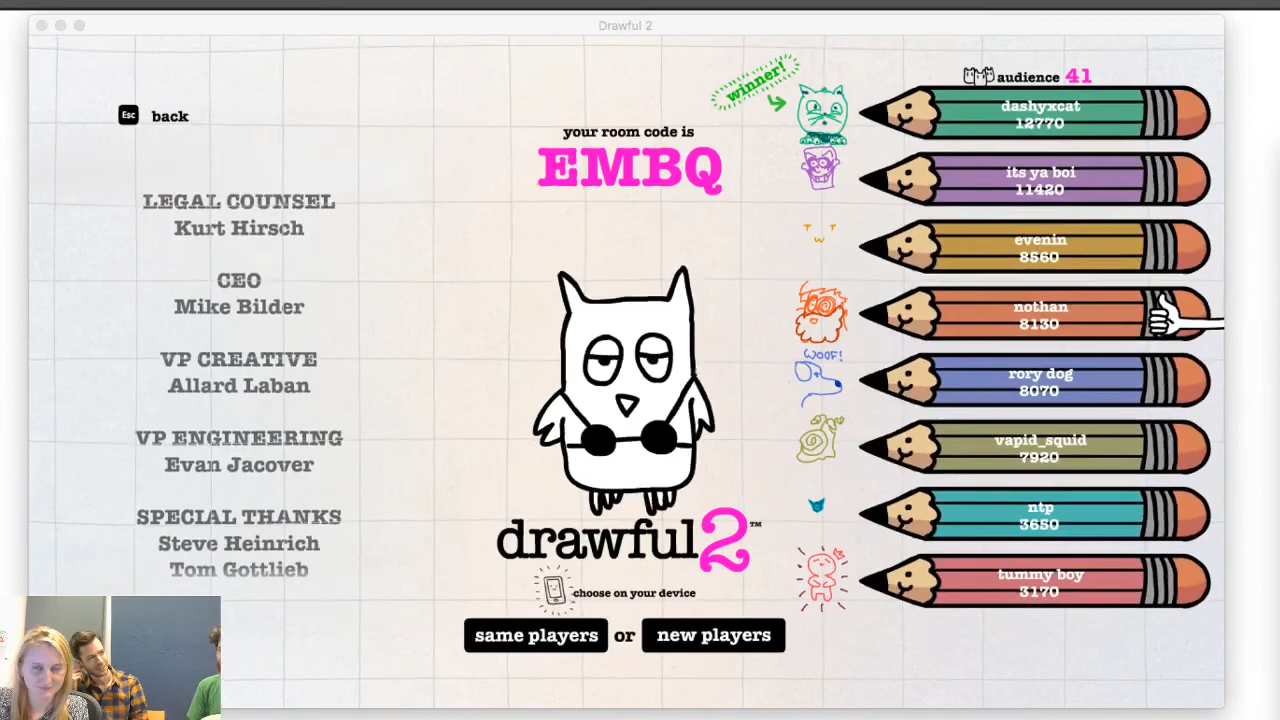 Drawful 2
Esc back
LEGAL COUNSEL
Kurt Hirsch
CEO
Mike Bilder
VP CREATIVE
Allard Laban
VP ENGINEERING
Evan Jacover
SPECIAL THANKS
Steve Heinrich
Tom Gottlieb
your room code is
EMBQ
drawful 2™
choose on your device
same players or new players
winner!
audience 41
dashyxcat
12770
its ya boi
11420
evenin
8560
nothan
8130
WOOF!
rory dog
8070
vapid_squid
7920
ntp
3650
tummy boy
3170